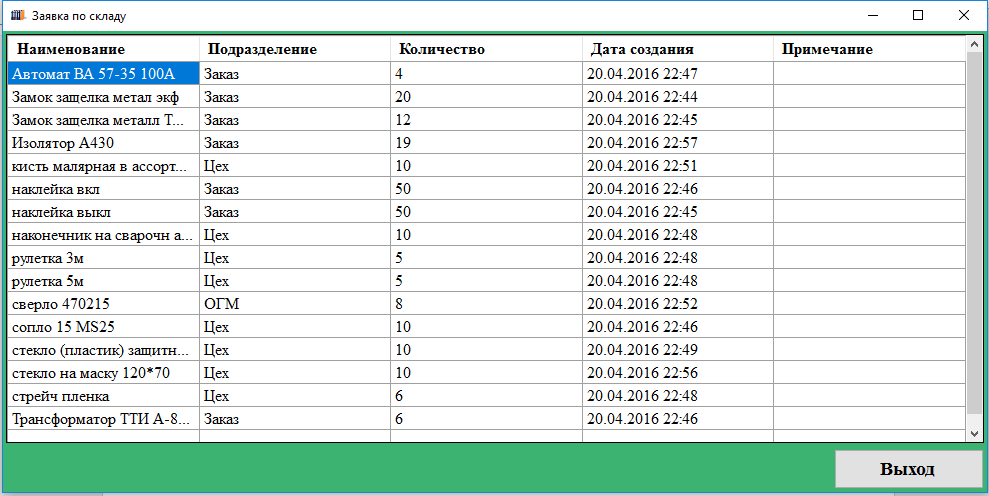 Заявка по складу
Наименование Подразделение Количество Дата создания Примечание
Автомат ВА 57-35 100А Заказ 4 20.04.2016 22:47
Замок защелка метал экф Заказ 20 20.04.2016 22:44
Замок защелка металл Т... Заказ 12 20.04.2016 22:45
Изолятор А430 Заказ 19 20.04.2016 22:57
кисть малярная в ассорт... Цех 10 20.04.2016 22:51
наклейка вкл Заказ 50 20.04.2016 22:46
наклейка выкл Заказ 50 20.04.2016 22:45
наконечник на сварочн а... Цех 10 20.04.2016 22:48
рулетка 3м Цех 5 20.04.2016 22:48
рулетка 5м Цех 5 20.04.2016 22:48
сверло 470215 ОГМ 8 20.04.2016 22:52
сопло 15 MS25 Цех 10 20.04.2016 22:46
стекло (пластик) защитн... Цех 10 20.04.2016 22:49
стекло на маску 120*70 Цех 10 20.04.2016 22:56
стрейч пленка Цех 6 20.04.2016 22:48
Трансформатор ТТИ А-8... Заказ 6 20.04.2016 22:46
Выход